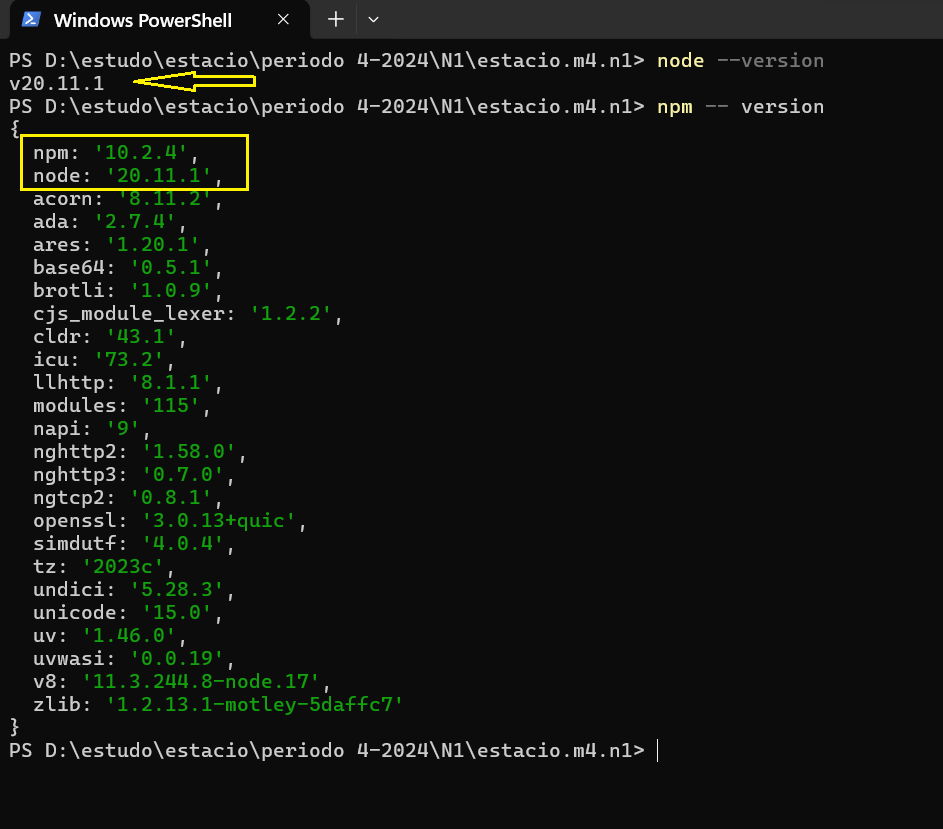 Windows PowerShell
PS D:\estudo\estacio\periodo 4-2024\N1\estacio.m4.n1> node --version
v20.11.1
PS D:\estudo\estacio\periodo 4-2024\N1\estacio.m4.n1> npm -- version
{
  npm: '10.2.4',
  node: '20.11.1',
  acorn: '8.11.2',
  ada: '2.7.4',
  ares: '1.20.1',
  base64: '0.5.1',
  brotli: '1.0.9',
  cjs_module_lexer: '1.2.2',
  cldr: '43.1',
  icu: '73.2',
  llhttp: '8.1.1',
  modules: '115',
  napi: '9',
  nghttp2: '1.58.0',
  nghttp3: '0.7.0',
  ngtcp2: '0.8.1',
  openssl: '3.0.13+quic',
  simdutf: '4.0.4',
  tz: '2023c',
  undici: '5.28.3',
  unicode: '15.0',
  uv: '1.46.0',
  uvwasi: '0.0.19',
  v8: '11.3.244.8-node.17',
  zlib: '1.2.13.1-motley-5daffc7'
}
PS D:\estudo\estacio\periodo 4-2024\N1\estacio.m4.n1>